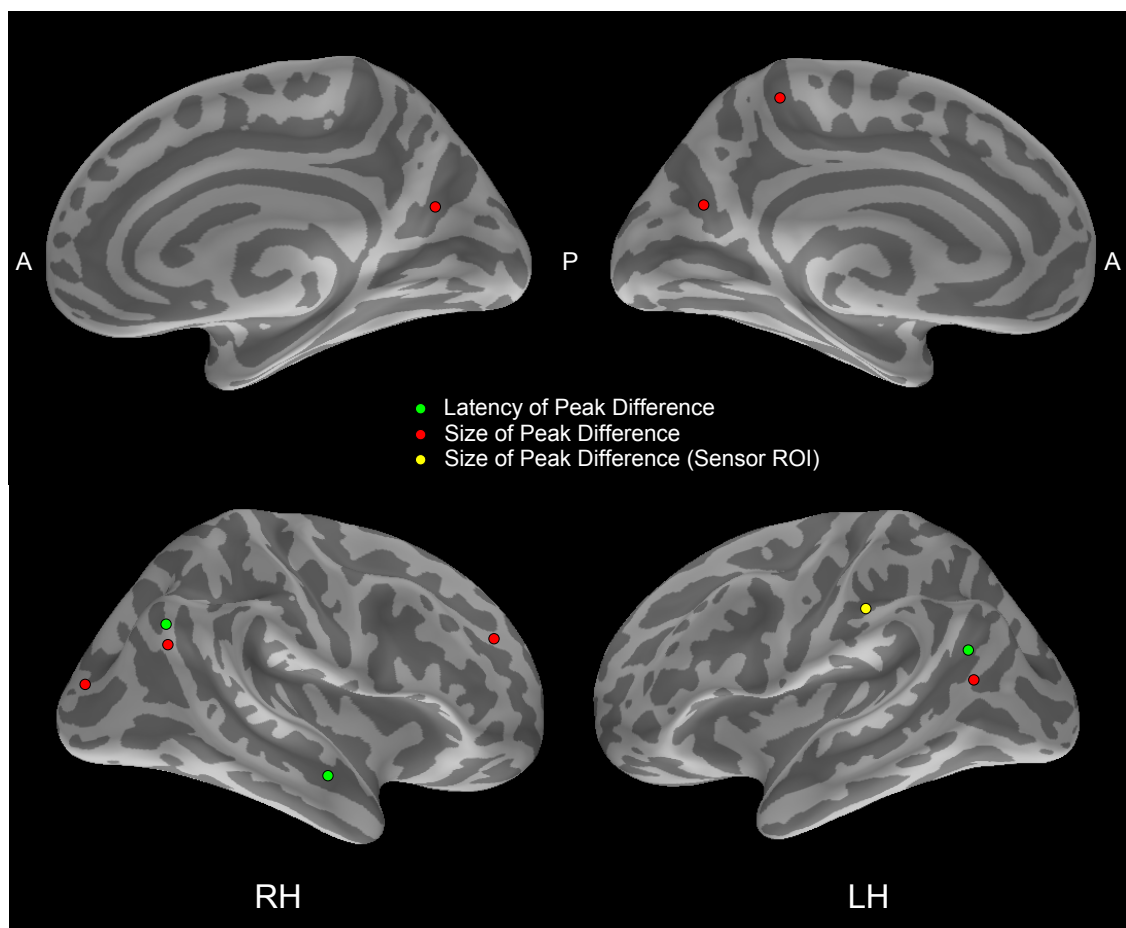 A
P
A
Latency of Peak Difference
Size of Peak Difference
Size of Peak Difference (Sensor ROI)
RH
LH